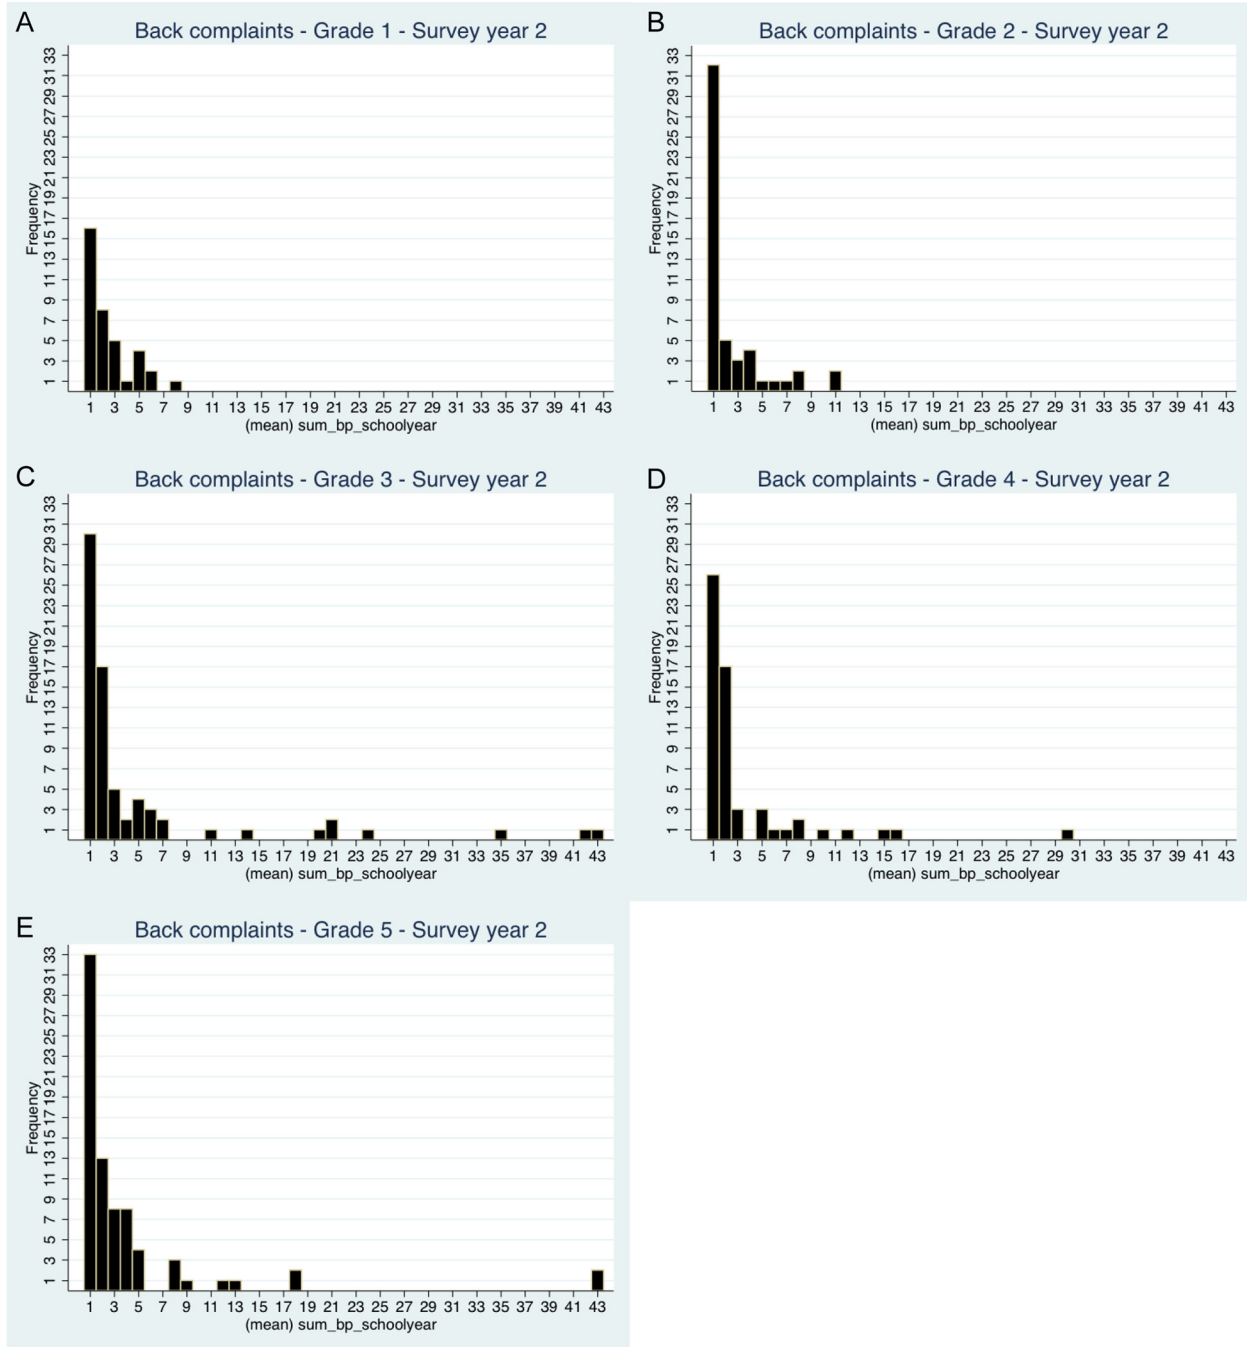 A
Back complaints - Grade 1 - Survey year 2
Frequency
1 3 5 7 9 11 13 15 17 19 21 23 25 27 29 31 33
1 3 5 7 9 11 13 15 17 19 21 23 25 27 29 31 33 35 37 39 41 43
(mean) sum_bp_schoolyear
B
Back complaints - Grade 2 - Survey year 2
Frequency
1 3 5 7 9 11 13 15 17 19 21 23 25 27 29 31 33
1 3 5 7 9 11 13 15 17 19 21 23 25 27 29 31 33 35 37 39 41 43
(mean) sum_bp_schoolyear
C
Back complaints - Grade 3 - Survey year 2
Frequency
1 3 5 7 9 11 13 15 17 19 21 23 25 27 29 31 33
1 3 5 7 9 11 13 15 17 19 21 23 25 27 29 31 33 35 37 39 41 43
(mean) sum_bp_schoolyear
D
Back complaints - Grade 4 - Survey year 2
Frequency
1 3 5 7 9 11 13 15 17 19 21 23 25 27 29 31 33
1 3 5 7 9 11 13 15 17 19 21 23 25 27 29 31 33 35 37 39 41 43
(mean) sum_bp_schoolyear
E
Back complaints - Grade 5 - Survey year 2
Frequency
1 3 5 7 9 11 13 15 17 19 21 23 25 27 29 31 33
1 3 5 7 9 11 13 15 17 19 21 23 25 27 29 31 33 35 37 39 41 43
(mean) sum_bp_schoolyear